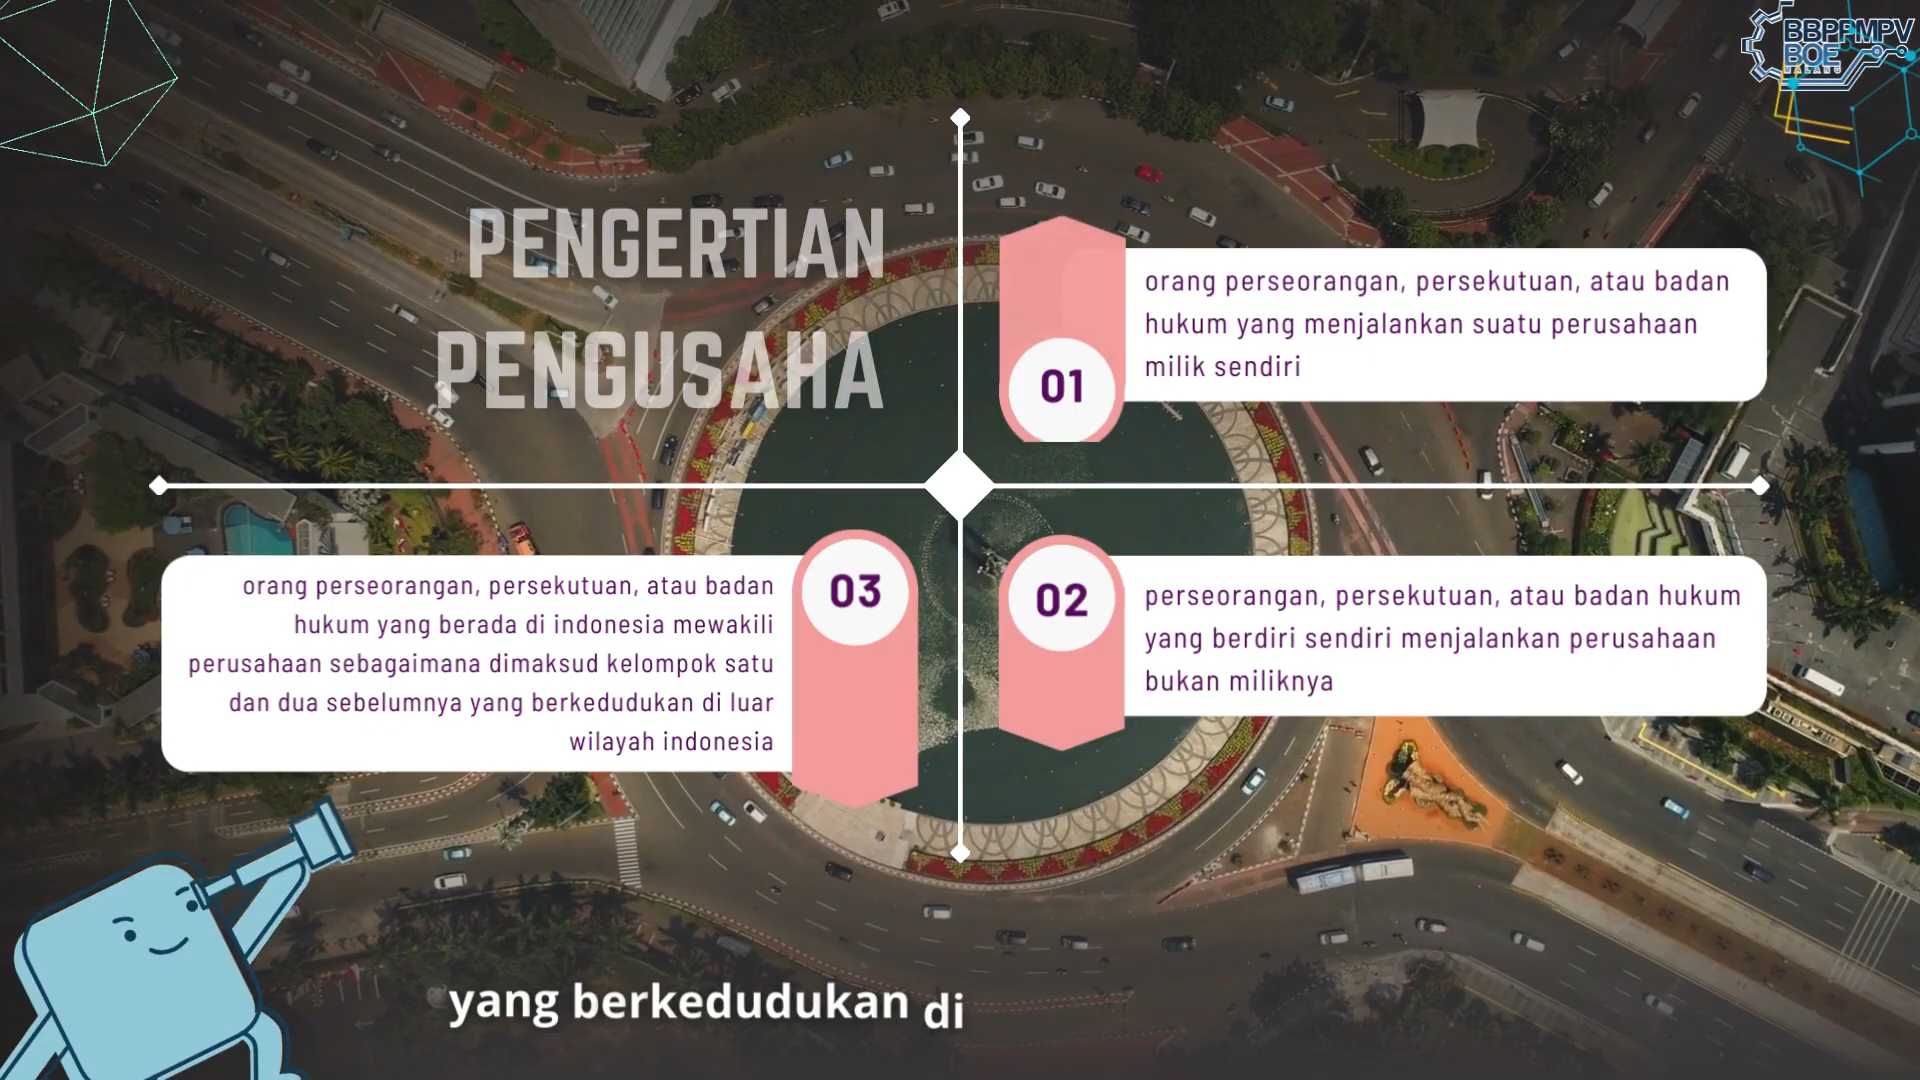 BBPPMPV
BOE
MALANG
PENGERTIAN
PENGUSAHA
01
orang perseorangan, persekutuan, atau badan
hukum yang menjalankan suatu perusahaan
milik sendiri
02
perseorangan, persekutuan, atau badan hukum
yang berdiri sendiri menjalankan perusahaan
bukan miliknya
03
orang perseorangan, persekutuan, atau badan
hukum yang berada di indonesia mewakili
perusahaan sebagaimana dimaksud kelompok satu
dan dua sebelumnya yang berkedudukan di luar
wilayah indonesia
yang berkedudukan di